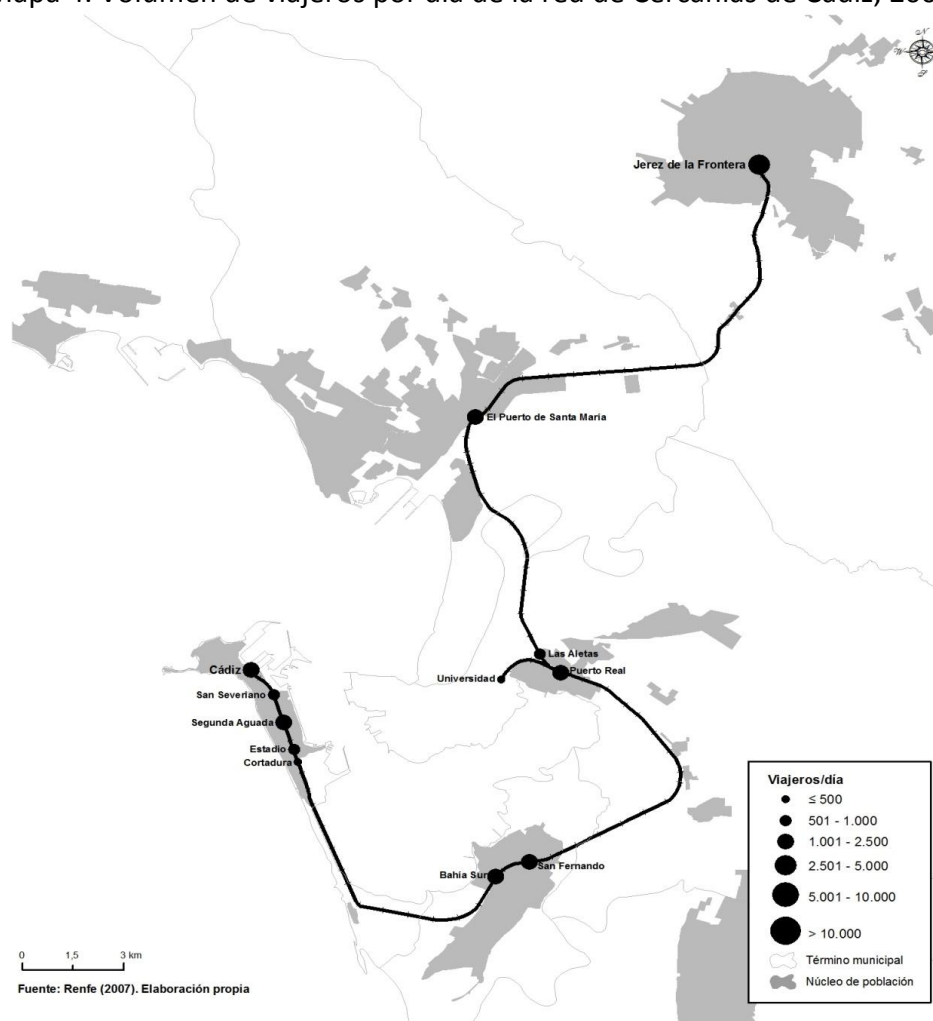 Mapa 4. Volumen de viajeros por día de la red de Cercanías de Cádiz,
N
W
Jerez de la Frontera
El Puerto de Santa María
Las Aletas
Puerto Real
Universidad
Cádiz
San Severiano
Segunda Aguada
Estadio
Cortadura
San Fernando
Bahía Sur
Viajeros/día
≤ 500
501 - 1.000
1.001 - 2.500
2.501 - 5.000
5.001 - 10.000
> 10.000
Término municipal
Núcleo de población
0 1,5 3 km
Fuente: Renfe (2007). Elaboración propia